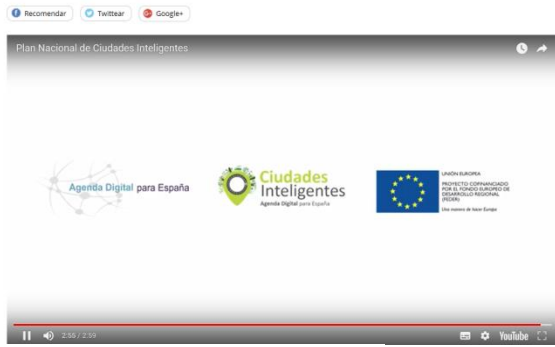 Recomendar
Twittear
Google+
Plan Nacional de Ciudades Inteligentes
Agenda Digital para España
Ciudades
Inteligentes
Agenda Digital para España
UNIÓN EUROPEA
PROYECTO COFINANCIADO
POR EL FONDO EUROPEO DE
DESARROLLO REGIONAL
(FEDER)
Una manera de hacer Europa
2:55 / 2:59
YouTube